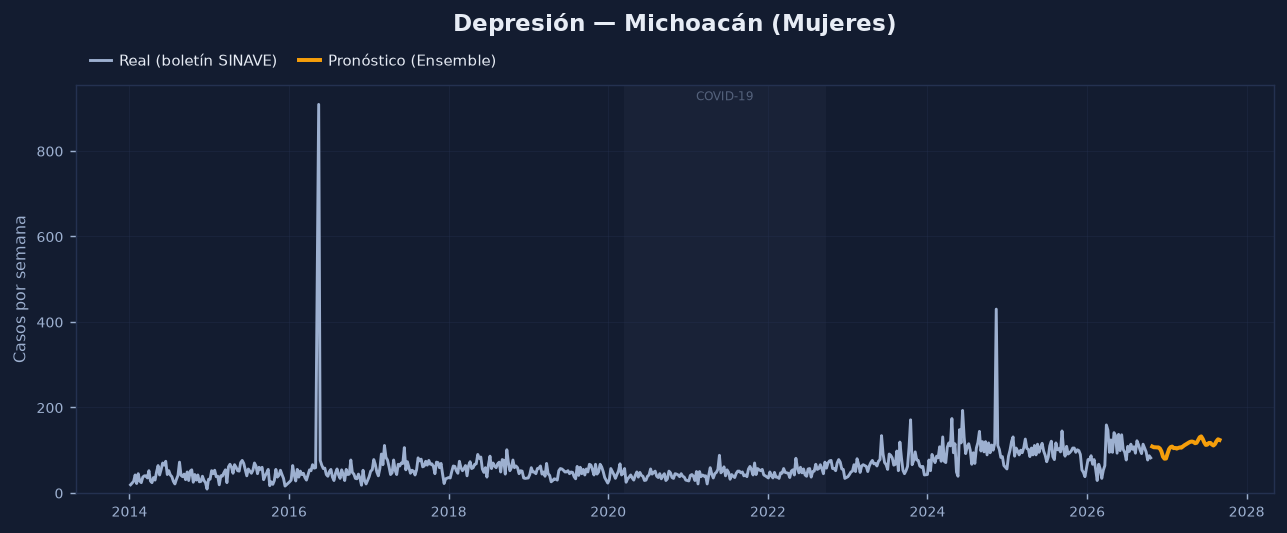 Depresión — Michoacán (Mujeres)
Real (boletín SINAVE)
Pronóstico (Ensemble)
COVID-19
Casos por semana
800
600
400
200
0
2014
2016
2018
2020
2022
2024
2026
2028